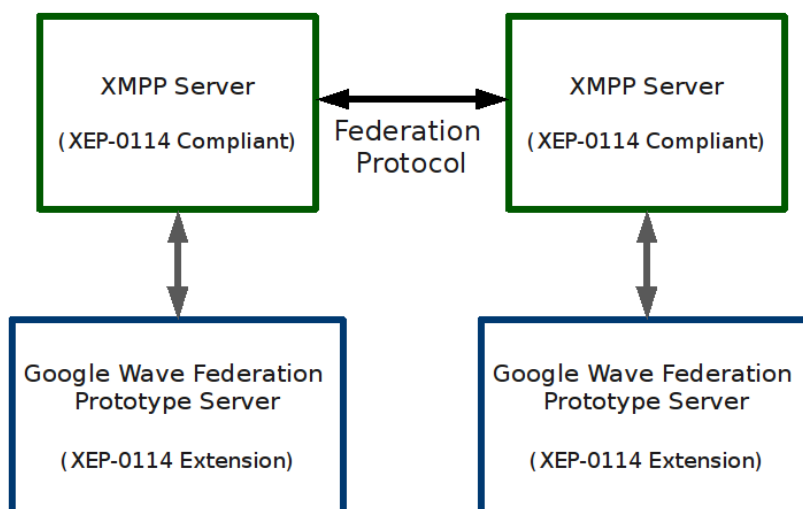 XMPP Server
(XEP-0114 Compliant)
Federation
Protocol
XMPP Server
(XEP-0114 Compliant)
Google Wave Federation
Prototype Server
(XEP-0114 Extension)
Google Wave Federation
Prototype Server
(XEP-0114 Extension)